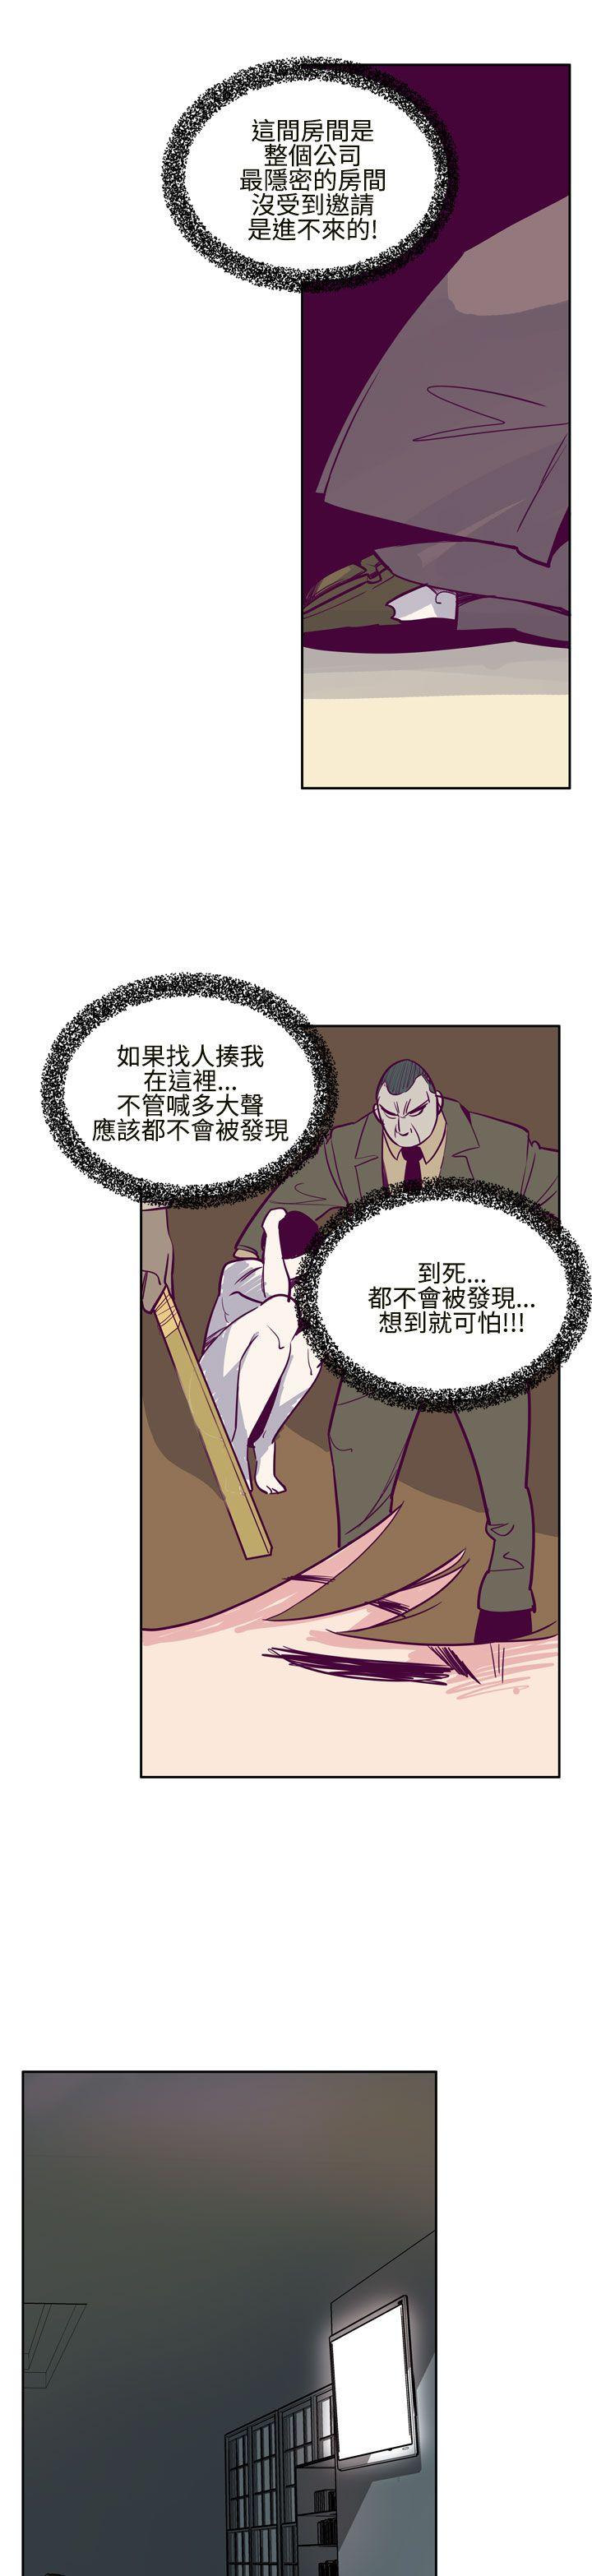 這間房間是
整個公司
最隱密的房間
沒受到邀請
是進不來的!
如果找人揍我
在這裡...
不管喊多大聲
應該都不會被發現
到死...
都不會被發現...
想到就可怕!!!